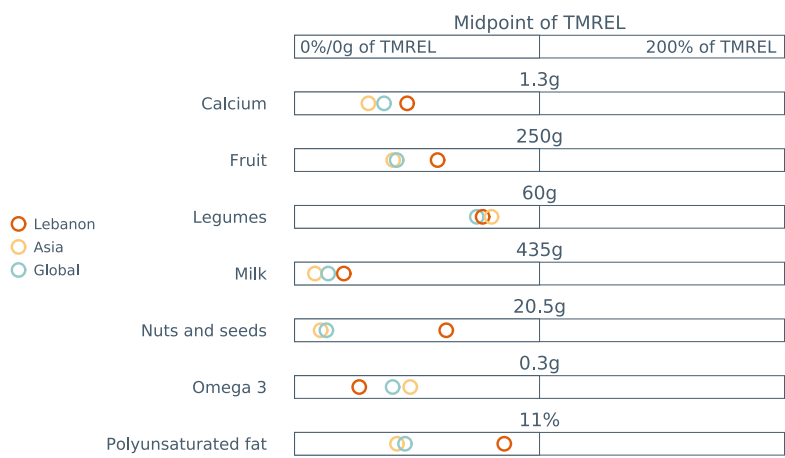 Midpoint of TMREL
0%/0g of TMREL 200% of TMREL
1.3g
Calcium
250g
Fruit
60g
Legumes
435g
Milk
20.5g
Nuts and seeds
0.3g
Omega 3
11%
Polyunsaturated fat
Lebanon
Asia
Global